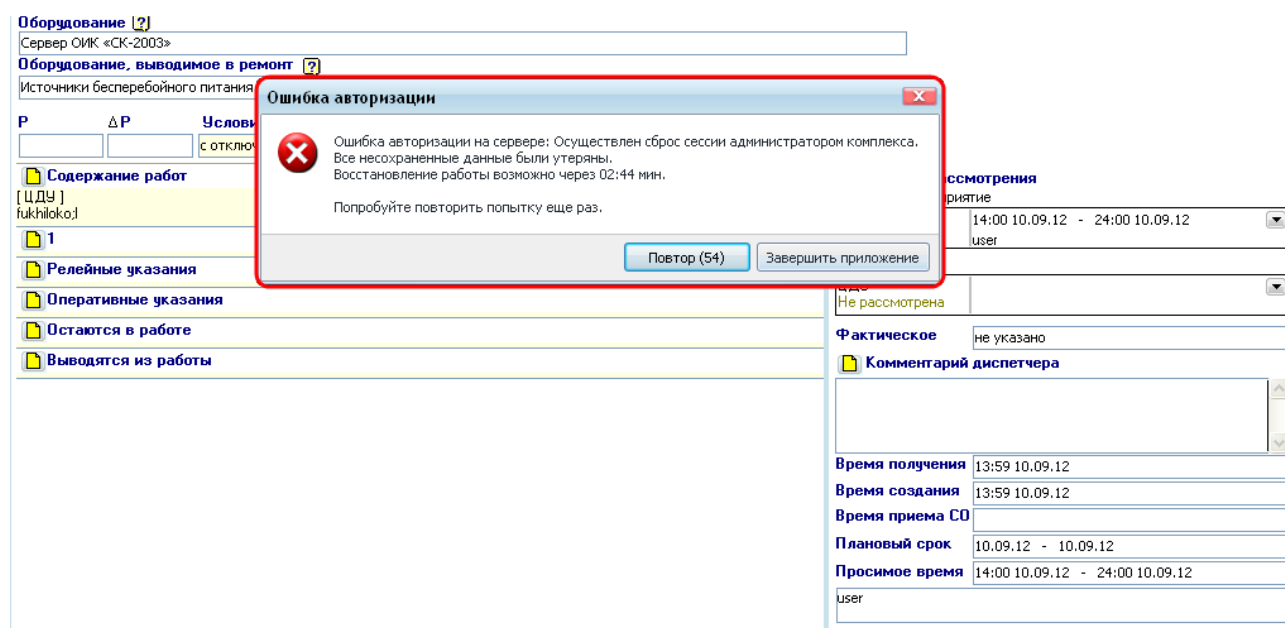 Оборудование [?]
Сервер ОИК «СК-2003»
Оборудование, выводимое в ремонт [?]
Источники бесперебойного питания
P ΔP
с отклю
Содержание работ
[ ЦДУ ]
fukhiloko;l
1
Релейные указания
Оперативные указания
Остаются в работе
Выводятся из работы
Ошибка авторизации
Ошибка авторизации на сервере: Осуществлен сброс сессии администратором комплекса.
Все несохраненные данные были утеряны.
Восстановление работы возможно через 02:44 мин.
Попробуйте повторить попытку еще раз.
Повтор (54) Завершить приложение
14:00 10.09.12 - 24:00 10.09.12
user
Не рассмотрена
Фактическое не указано
Комментарий диспетчера
Время получения 13:59 10.09.12
Время создания 13:59 10.09.12
Время приема СО
Плановый срок 10.09.12 - 10.09.12
Просимое время 14:00 10.09.12 - 24:00 10.09.12
user